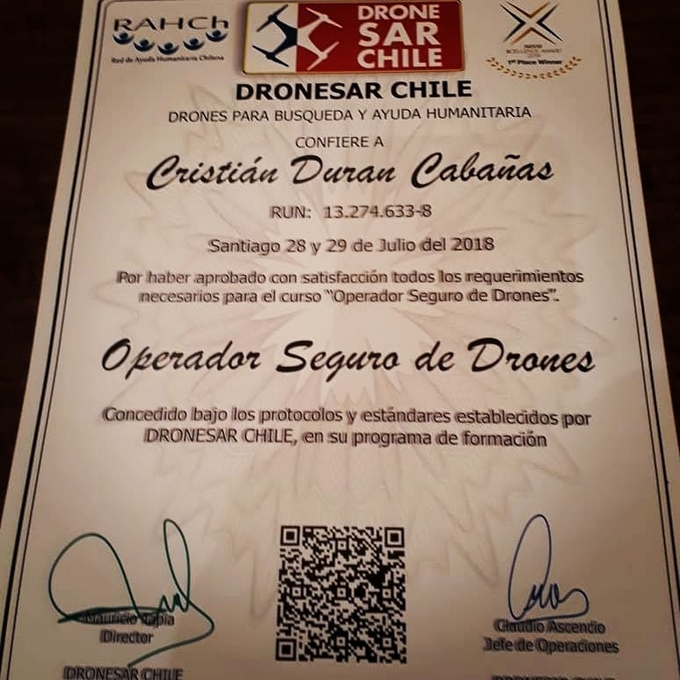 RAHCh
Red de Ayuda Humanitaria Chilena
DRONE
SAR
CHILE
1st Place Winner
DRONESAR CHILE
DRONES PARA BUSQUEDA Y AYUDA HUMANITARIA
CONFIERE A
Cristián Duran Cabañas
RUN: 13.274.633-8
Santiago 28 y 29 de Julio del 2018
Por haber aprobado con satisfacción todos los requerimientos
necesarios para el curso "Operador Seguro de Drones".
Operador Seguro de Drones
Concedido bajo los protocolos y estándares establecidos por
DRONESAR CHILE, en su programa de formación
Mauricio Tapia
Director
DRONESAR CHILE
Claudio Ascencio
Jefe de Operaciones